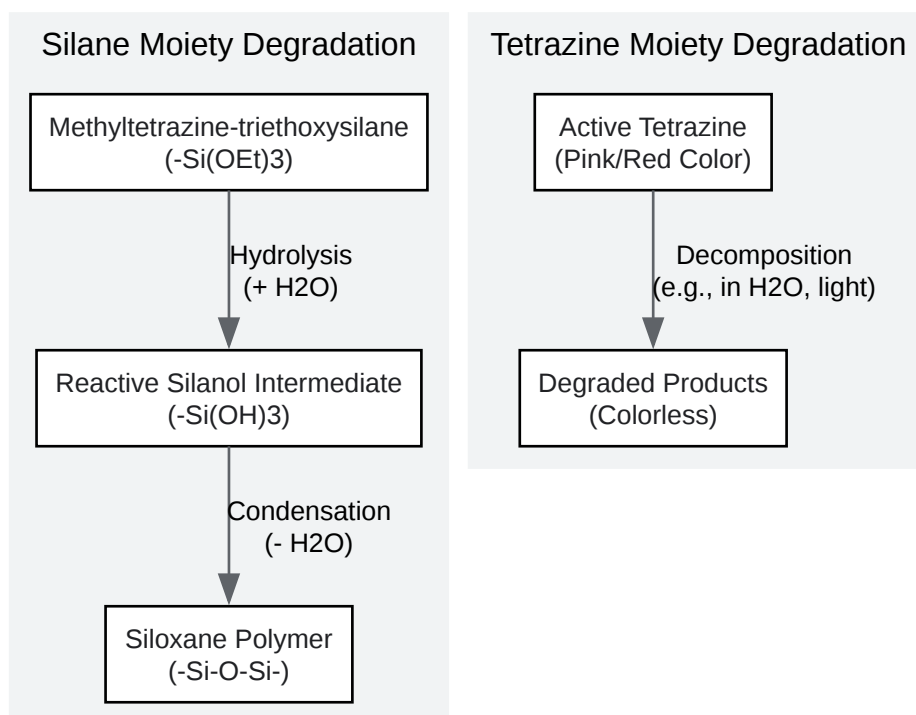 Silane Moiety Degradation
Methyltetrazine-triethoxysilane
(-Si(OEt)3)
Hydrolysis
(+ H2O)
Reactive Silanol Intermediate
(-Si(OH)3)
Condensation
(- H2O)
Siloxane Polymer
(-Si-O-Si-)
Tetrazine Moiety Degradation
Active Tetrazine
(Pink/Red Color)
Decomposition
(e.g., in H2O, light)
Degraded Products
(Colorless)